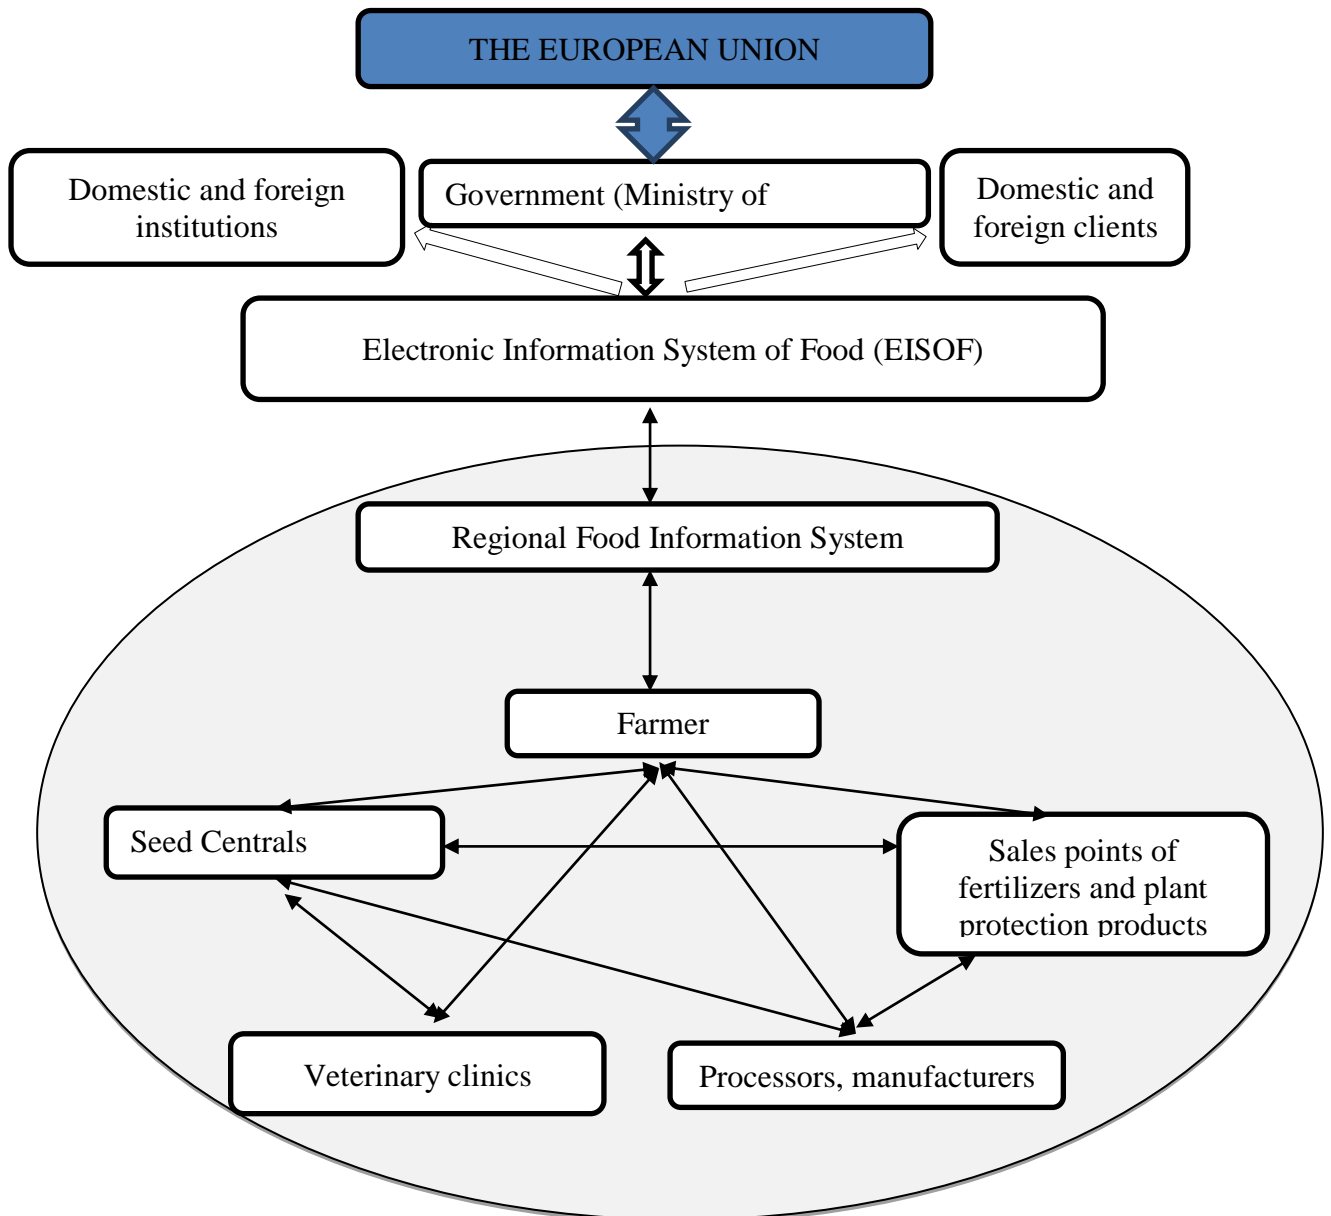 THE EUROPEAN UNION
Domestic and foreign
institutions
Government (Ministry of
Domestic and
foreign clients
Electronic Information System of Food (EISOF)
Regional Food Information System
Farmer
Seed Centrals
Sales points of
fertilizers and plant
protection products
Veterinary clinics
Processors, manufacturers